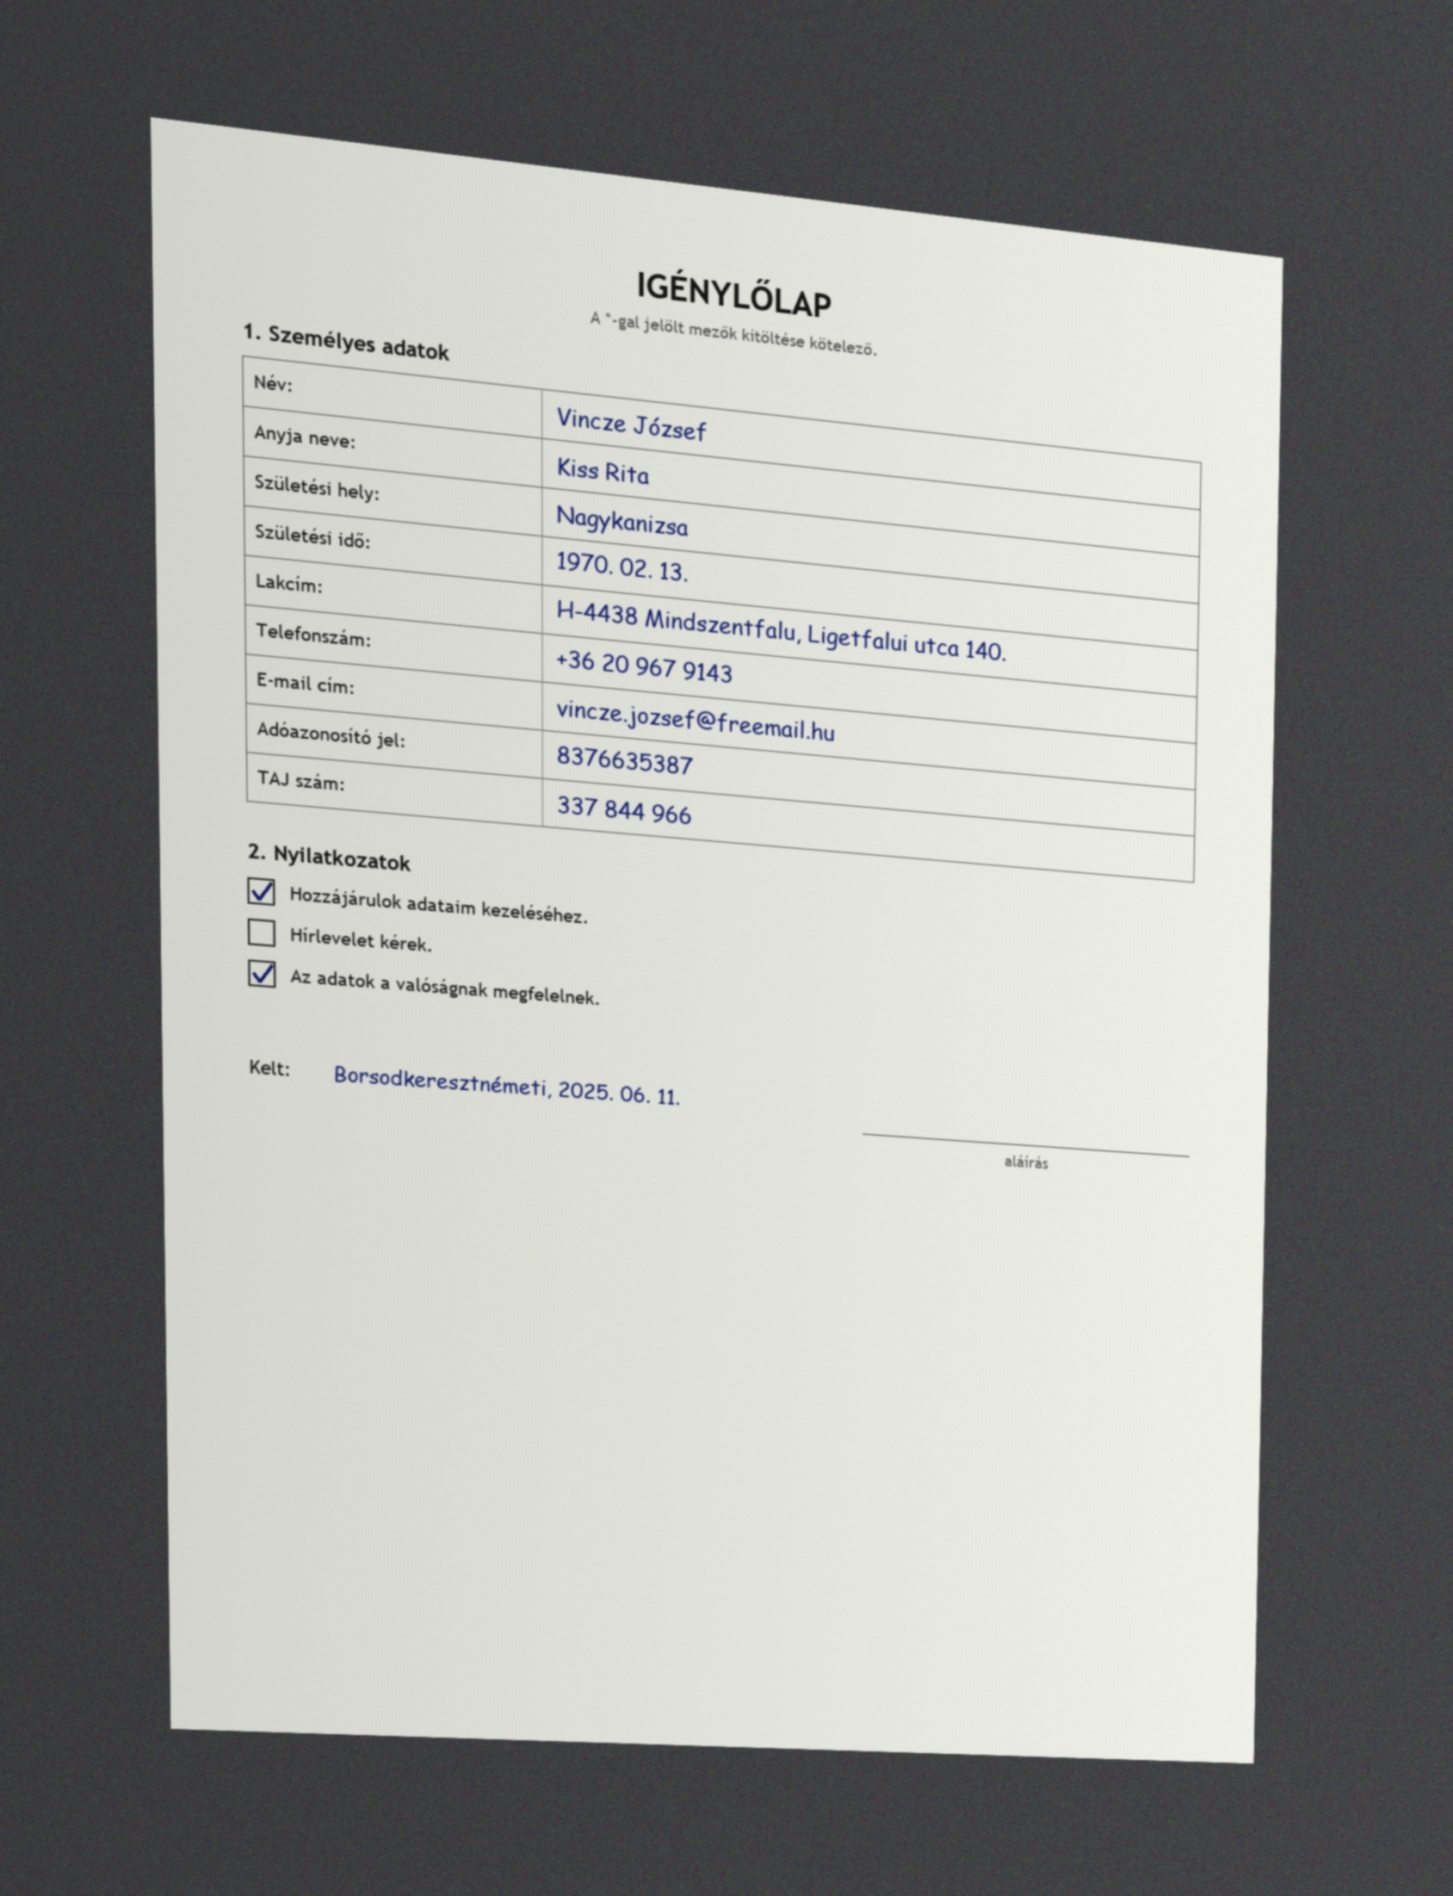 IGÉNYLŐLAP
A *-gal jelölt mezők kitöltése kötelező.
1. Személyes adatok
Név: Vincze József
Anyja neve: Kiss Rita
Születési hely: Nagykanizsa
Születési idő: 1970. 02. 13.
Lakcím: H-4438 Mindszentfalu, Ligetfalui utca 140.
Telefonszám: +36 20 967 9143
E-mail cím: vincze.jozsef@freemail.hu
Adóazonosító jel: 8376635387
TAJ szám: 337 844 966
2. Nyilatkozatok
Hozzájárulok adataim kezeléséhez.
Hírlevelet kérek.
Az adatok a valóságnak megfelelnek.
Kelt: Borsodkeresztnémeti, 2025. 06. 11.
aláírás